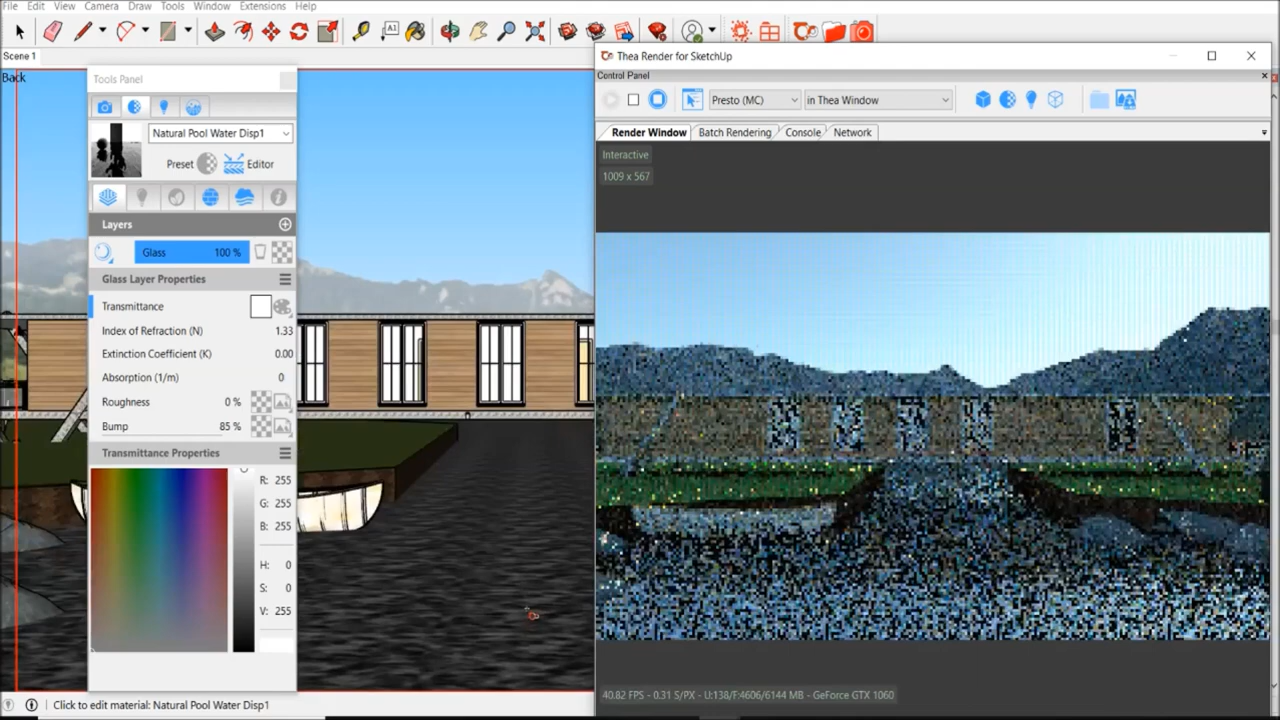 File Edit View Camera Draw Tools Window Extensions Help
Scene 1
Back
Tools Panel
Natural Pool Water Disp1
Preset Editor
Layers
Glass 100 %
Glass Layer Properties
Transmittance
Index of Refraction (N) 1.33
Extinction Coefficient (K) 0.00
Absorption (1/m) 0
Roughness 0 %
Bump 85 %
Transmittance Properties
R: 255
G: 255
B: 255
H: 0
S: 0
V: 255
Click to edit material: Natural Pool Water Disp1
Thea Render for SketchUp
Control Panel
Presto (MC) in Thea Window
Render Window Batch Rendering Console Network
Interactive
1009 x 567
40.82 FPS - 0.31 S/PX - U:138/F:4606/6144 MB - GeForce GTX 1060